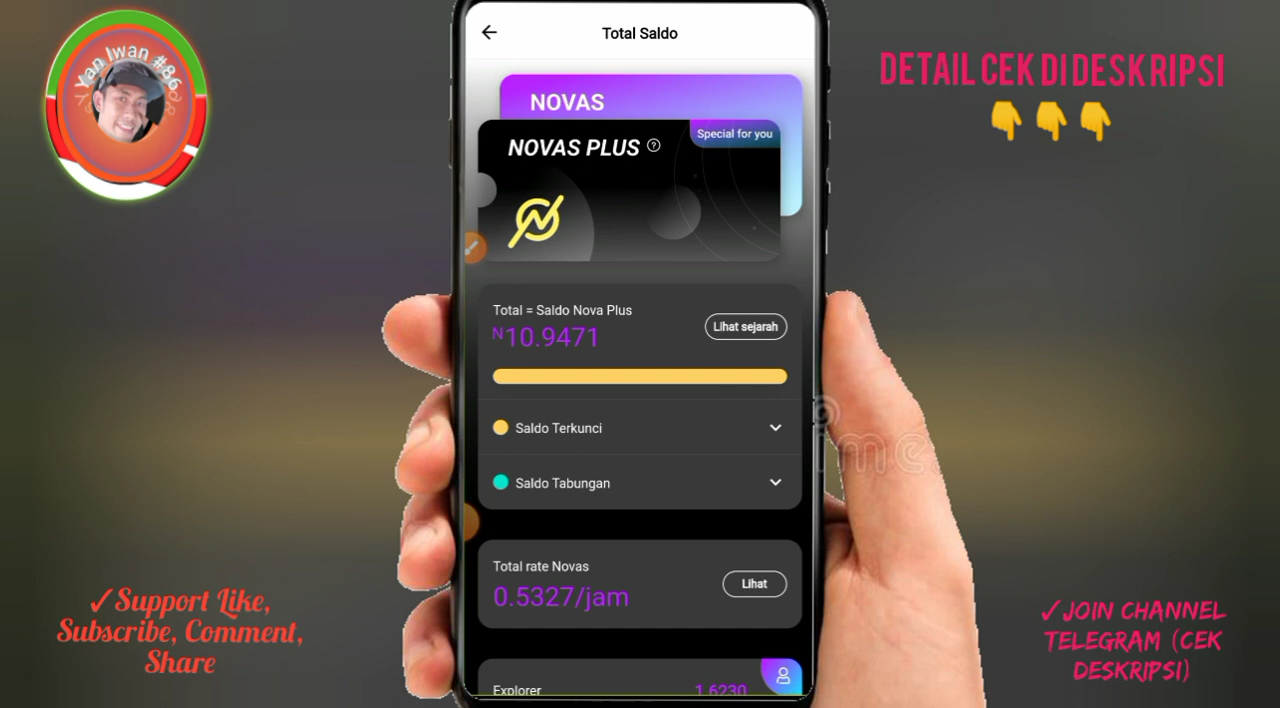 Yan Iwan #86
Total Saldo
DETAIL CEK DI DESKRIPSI
NOVAS
NOVAS PLUS ?
Special for you
Total = Saldo Nova Plus
N10.9471
Lihat sejarah
Saldo Terkunci
Saldo Tabungan
Total rate Novas
0.5327/jam
Lihat
Explorer 1.6230
✓Support Like,
Subscribe, Comment,
Share
✓JOIN CHANNEL
TELEGRAM (CEK
DESKRIPSI)